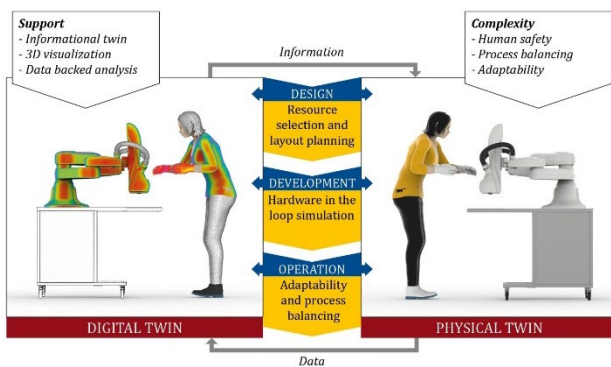 Support
- Informational twin
- 3D visualization
- Data backed analysis
Information
Complexity
- Human safety
- Process balancing
- Adaptability
DESIGN
Resource
selection and
layout planning
DEVELOPMENT
Hardware in
the loop
simulation
OPERATION
Adaptability
and process
balancing
DIGITAL TWIN
PHYSICAL TWIN
Data